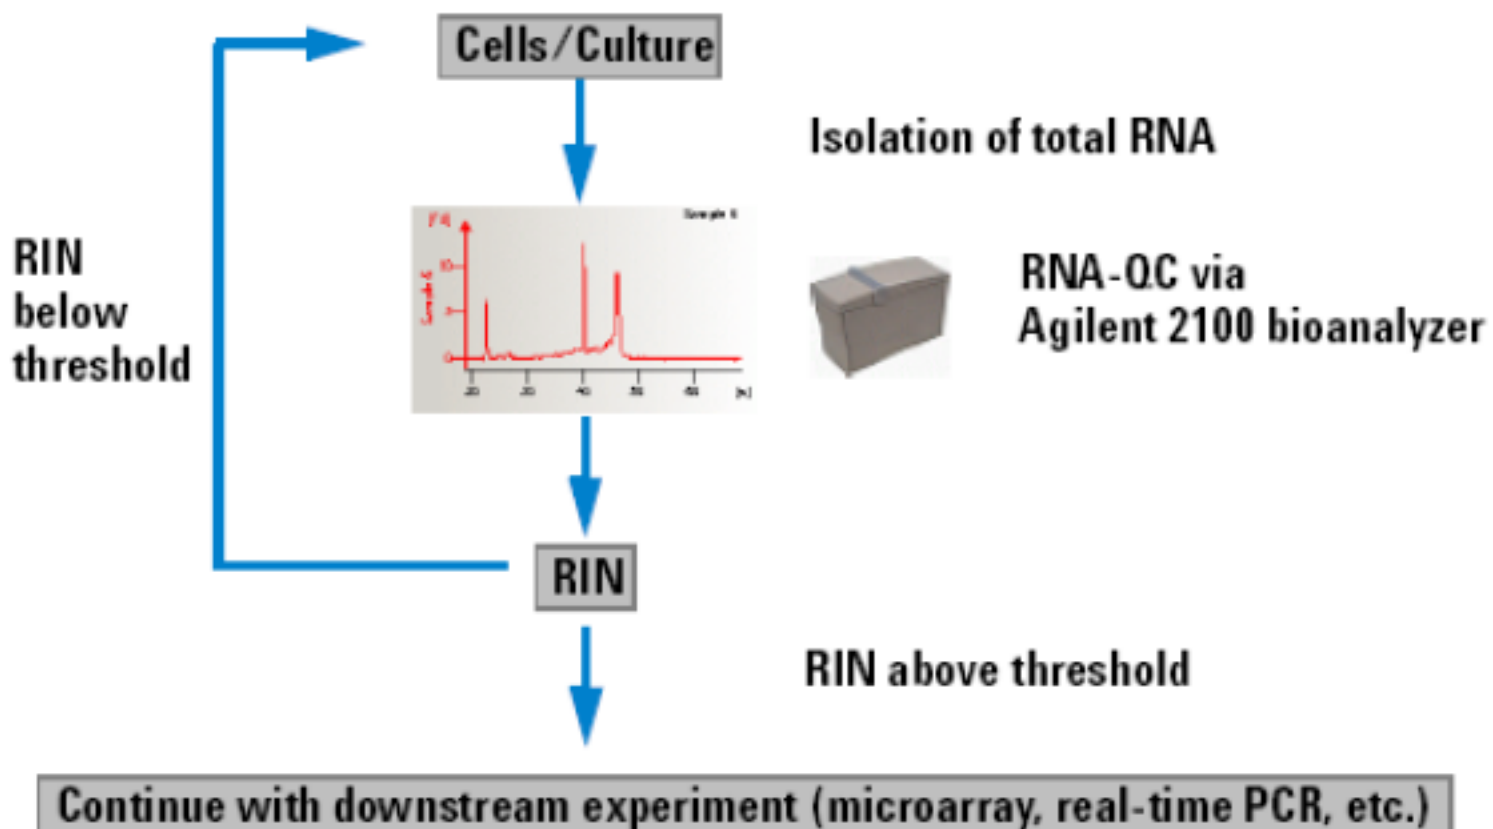 Cells/Culture
Isolation of total RNA
RIN
below
threshold
RNA-QC via
Agilent 2100 bioanalyzer
RIN
RIN above threshold
Continue with downstream experiment (microarray, real-time PCR, etc.)